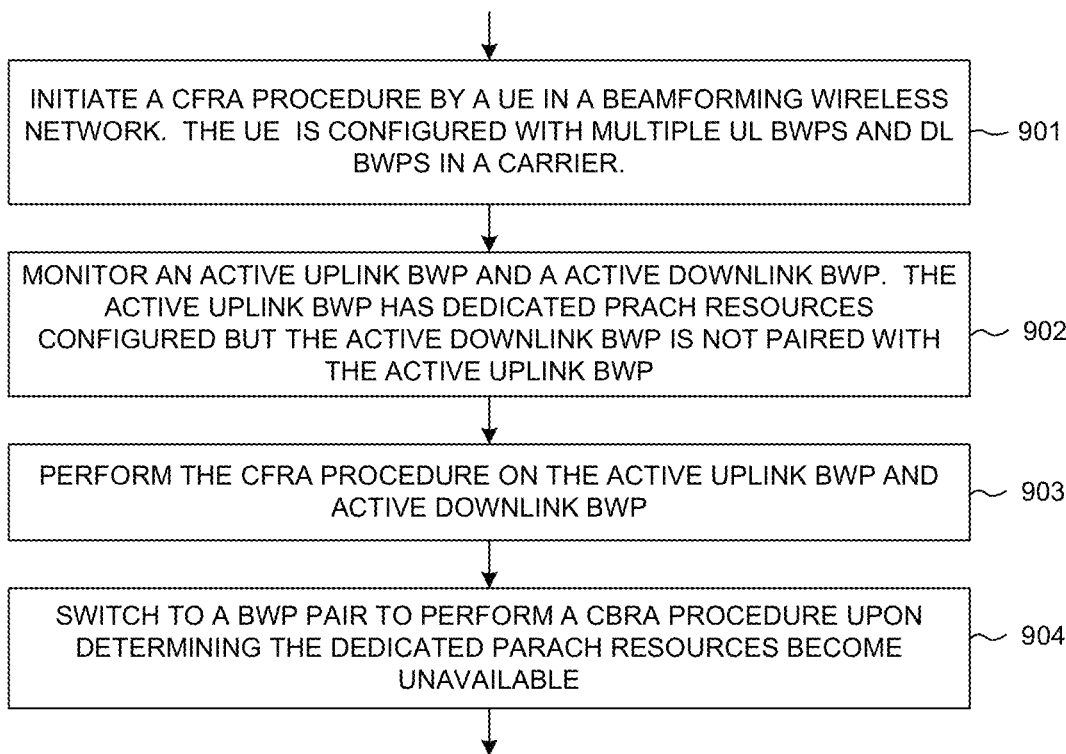 INITIATE A CFRA PROCEDURE BY A UE IN A BEAMFORMING WIRELESS
NETWORK. THE UE IS CONFIGURED WITH MULTIPLE UL BWPS AND DL
BWPS IN A CARRIER.
901
MONITOR AN ACTIVE UPLINK BWP AND A ACTIVE DOWNLINK BWP. THE
ACTIVE UPLINK BWP HAS DEDICATED PRACH RESOURCES
CONFIGURED BUT THE ACTIVE DOWNLINK BWP IS NOT PAIRED WITH
THE ACTIVE UPLINK BWP
902
PERFORM THE CFRA PROCEDURE ON THE ACTIVE UPLINK BWP AND
ACTIVE DOWNLINK BWP
903
SWITCH TO A BWP PAIR TO PERFORM A CBRA PROCEDURE UPON
DETERMINING THE DEDICATED PARACH RESOURCES BECOME
UNAVAILABLE
904